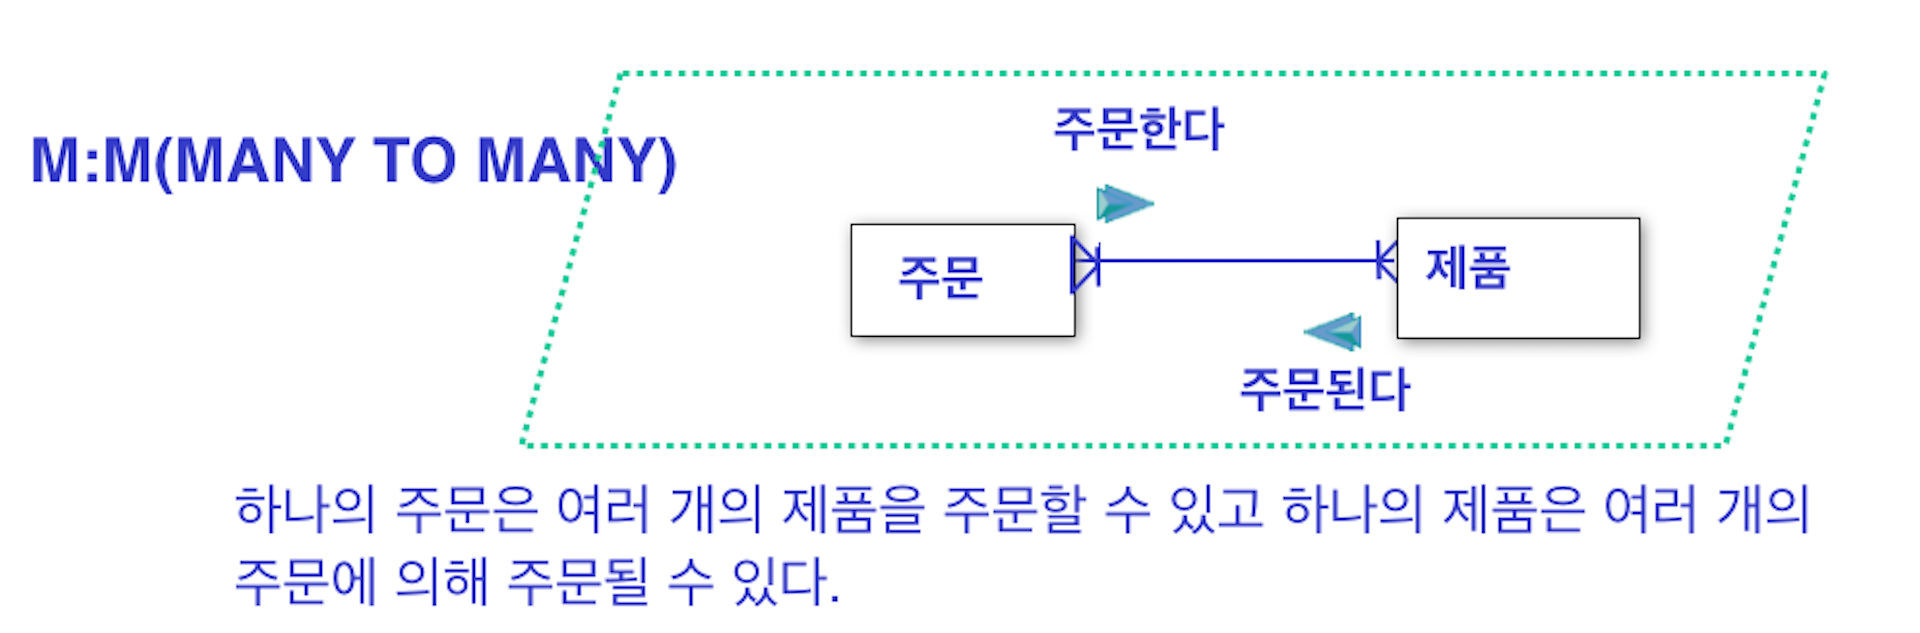 주문한다
M:M(MANY TO MANY)
주문
제품
주문된다
하나의 주문은 여러 개의 제품을 주문할 수 있고 하나의 제품은 여러 개의
주문에 의해 주문될 수 있다.